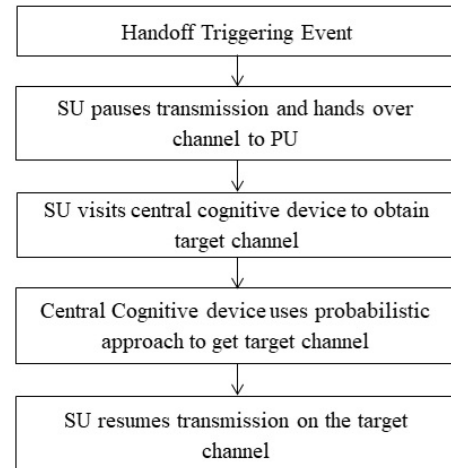 Handoff Triggering Event
SU pauses transmission and hands over
channel to PU
SU visits central cognitive device to obtain
target channel
Central Cognitive device uses probabilistic
approach to get target channel
SU resumes transmission on the target
channel